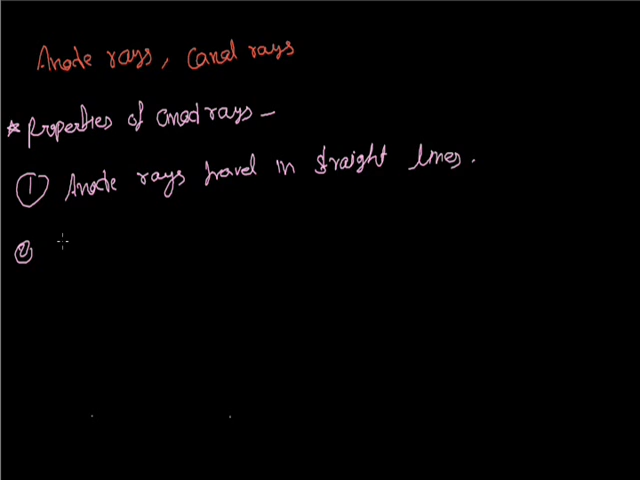 Anode rays, Canal rays
* Properties of anod rays -
① Anode rays travel in straight lines.
②